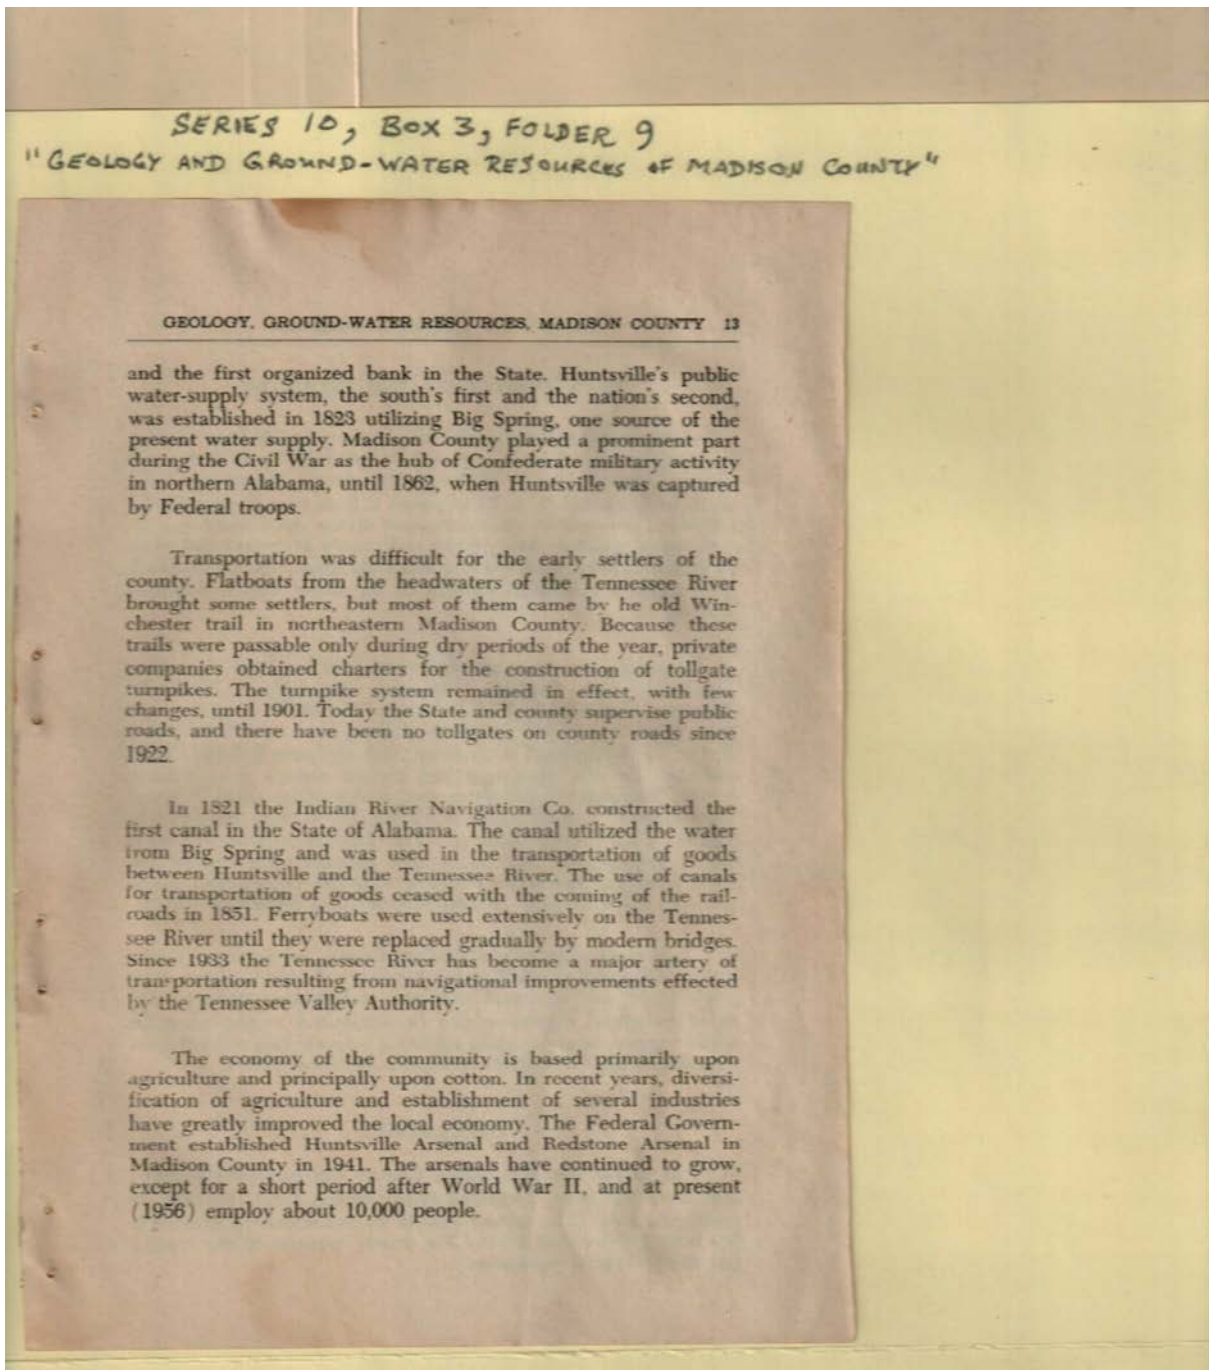 SERIES 10, BOX 3, FOLDER 9
"GEOLOGY AND GROUND-WATER RESOURCES OF MADISON COUNTY"
GEOLOGY, GROUND-WATER RESOURCES, MADISON COUNTY 13
and the first organized bank in the State. Huntsville's public
water-supply system, the south's first and the nation's second,
was established in 1823 utilizing Big Spring, one source of the
present water supply. Madison County played a prominent part
during the Civil War as the hub of Confederate military activity
in northern Alabama, until 1862, when Huntsville was captured
by Federal troops.
Transportation was difficult for the early settlers of the
county. Flatboats from the headwaters of the Tennessee River
brought some settlers, but most of them came by he old Win-
chester trail in northeastern Madison County. Because these
trails were passable only during dry periods of the year, private
companies obtained charters for the construction of tollgate
turnpikes. The turnpike system remained in effect, with few
changes, until 1901. Today the State and county supervise public
roads, and there have been no tollgates on county roads since
1922.
In 1821 the Indian River Navigation Co. constructed the
first canal in the State of Alabama. The canal utilized the water
from Big Spring and was used in the transportation of goods
between Huntsville and the Tennessee River. The use of canals
for transportation of goods ceased with the coming of the rail-
roads in 1851. Ferryboats were used extensively on the Tennes-
see River until they were replaced gradually by modern bridges.
Since 1933 the Tennessee River has become a major artery of
transportation resulting from navigational improvements effected
by the Tennessee Valley Authority.
The economy of the community is based primarily upon
agriculture and principally upon cotton. In recent years, diversi-
fication of agriculture and establishment of several industries
have greatly improved the local economy. The Federal Govern-
ment established Huntsville Arsenal and Redstone Arsenal in
Madison County in 1941. The arsenals have continued to grow,
except for a short period after World War II, and at present
(1956) employ about 10,000 people.